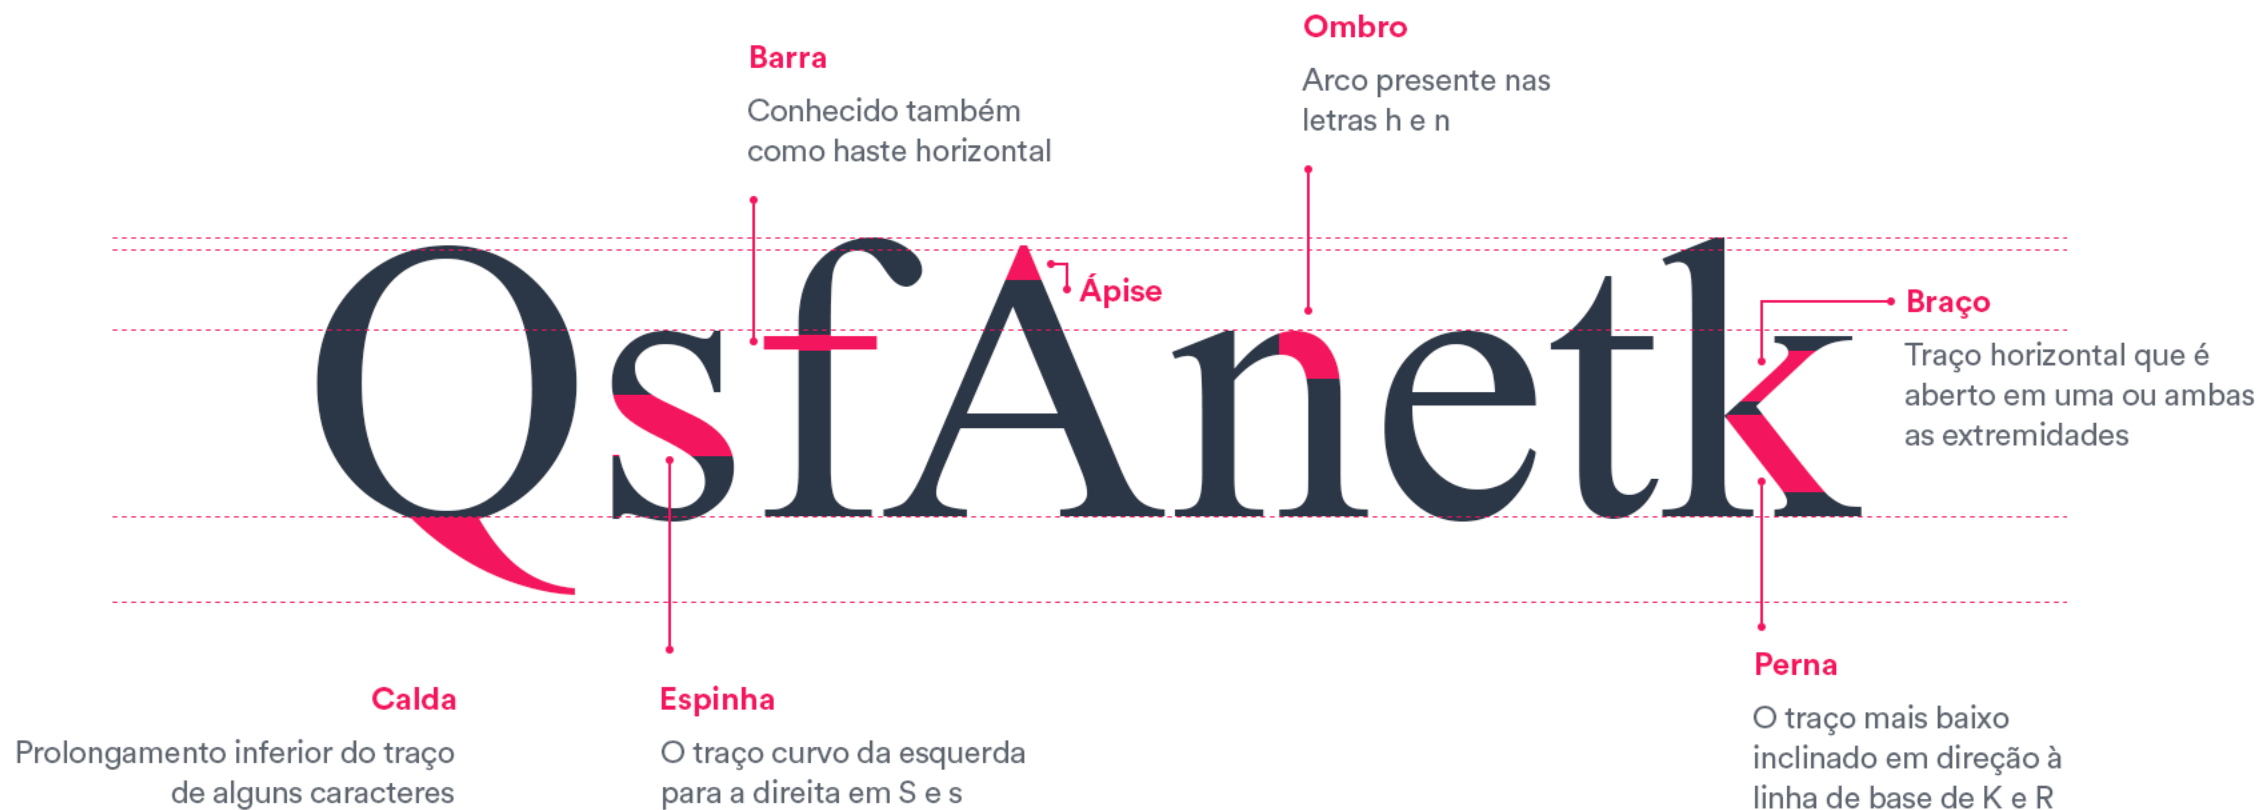 Ombro
Arco presente nas
letras h e n
Barra
Conhecido também
como haste horizontal
QsfAnetk
Ápise
Braço
Traço horizontal que é
aberto em uma ou ambas
as extremidades
Calda
Prolongamento inferior do traço
de alguns caracteres
Espinha
O traço curvo da esquerda
para a direita em S e s
Perna
O traço mais baixo
inclinado em direção à
linha de base de K e R